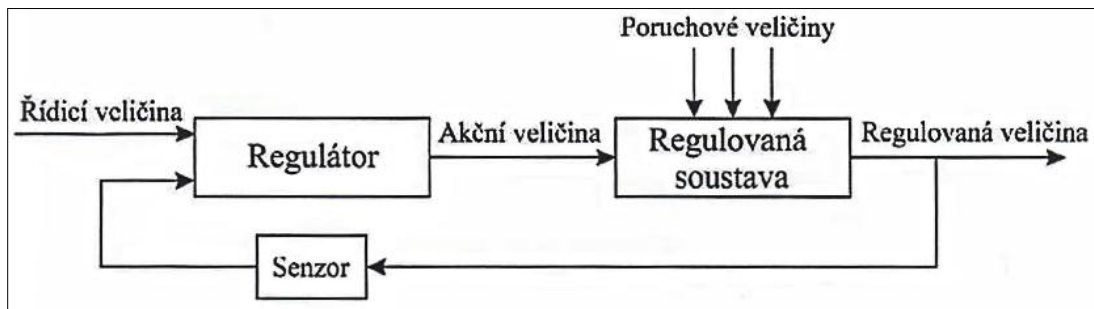 Poruchové veličiny
Řídicí veličina
Regulátor
Akční veličina
Regulovaná
soustava
Regulovaná veličina
Senzor